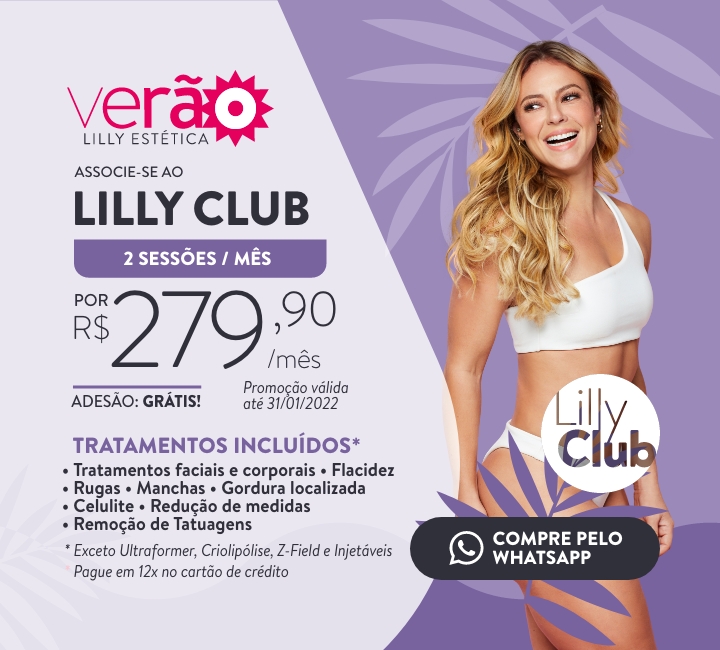 verão
LILLY ESTÉTICA
ASSOCIE-SE AO
LILLY CLUB
2 SESSÕES / MÊS
POR
R$ 279,90
/mês
ADESÃO: GRÁTIS!
Promoção válida
até 31/01/2022
TRATAMENTOS INCLUÍDOS*
• Tratamentos faciais e corporais • Flacidez
• Rugas • Manchas • Gordura localizada
• Celulite • Redução de medidas
• Remoção de Tatuagens
* Exceto Ultraformer, Criolipólise, Z-Field e Injetáveis
* Pague em 12x no cartão de crédito
Lilly
Club
COMPRE PELO
WHATSAPP